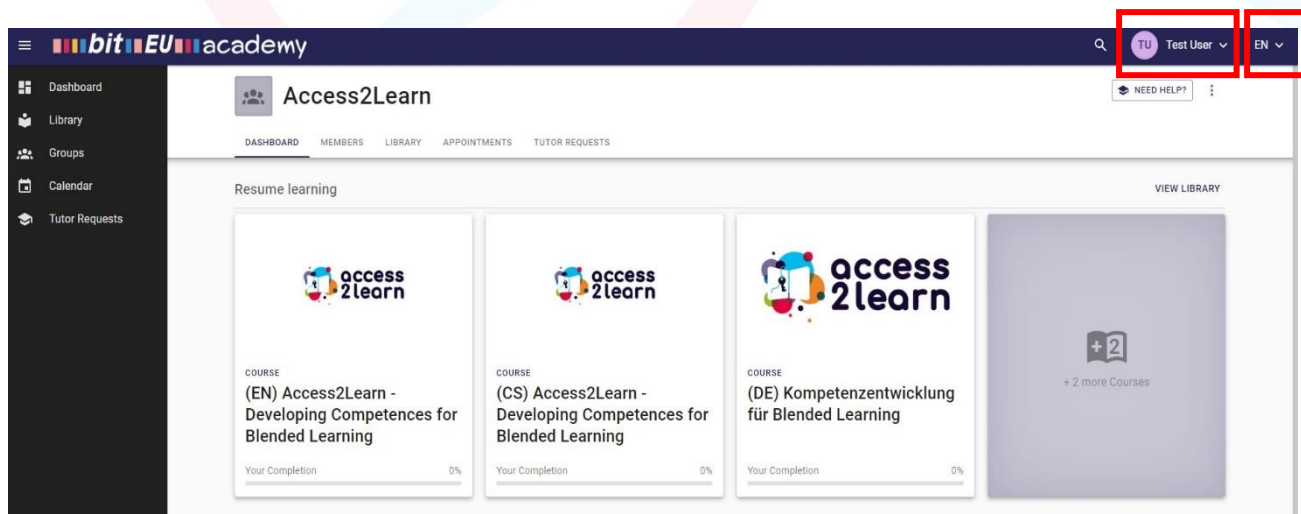 bit EU academy
TU Test User EN
Dashboard
Library
Groups
Calendar
Tutor Requests
Access2Learn
NEED HELP?
DASHBOARD MEMBERS LIBRARY APPOINTMENTS TUTOR REQUESTS
Resume learning
VIEW LIBRARY
access
2learn
COURSE
(EN) Access2Learn -
Developing Competences for
Blended Learning
Your Completion 0%
access
2learn
COURSE
(CS) Access2Learn -
Developing Competences for
Blended Learning
Your Completion 0%
access
2learn
COURSE
(DE) Kompetenzentwicklung
für Blended Learning
Your Completion 0%
+2
+ 2 more Courses